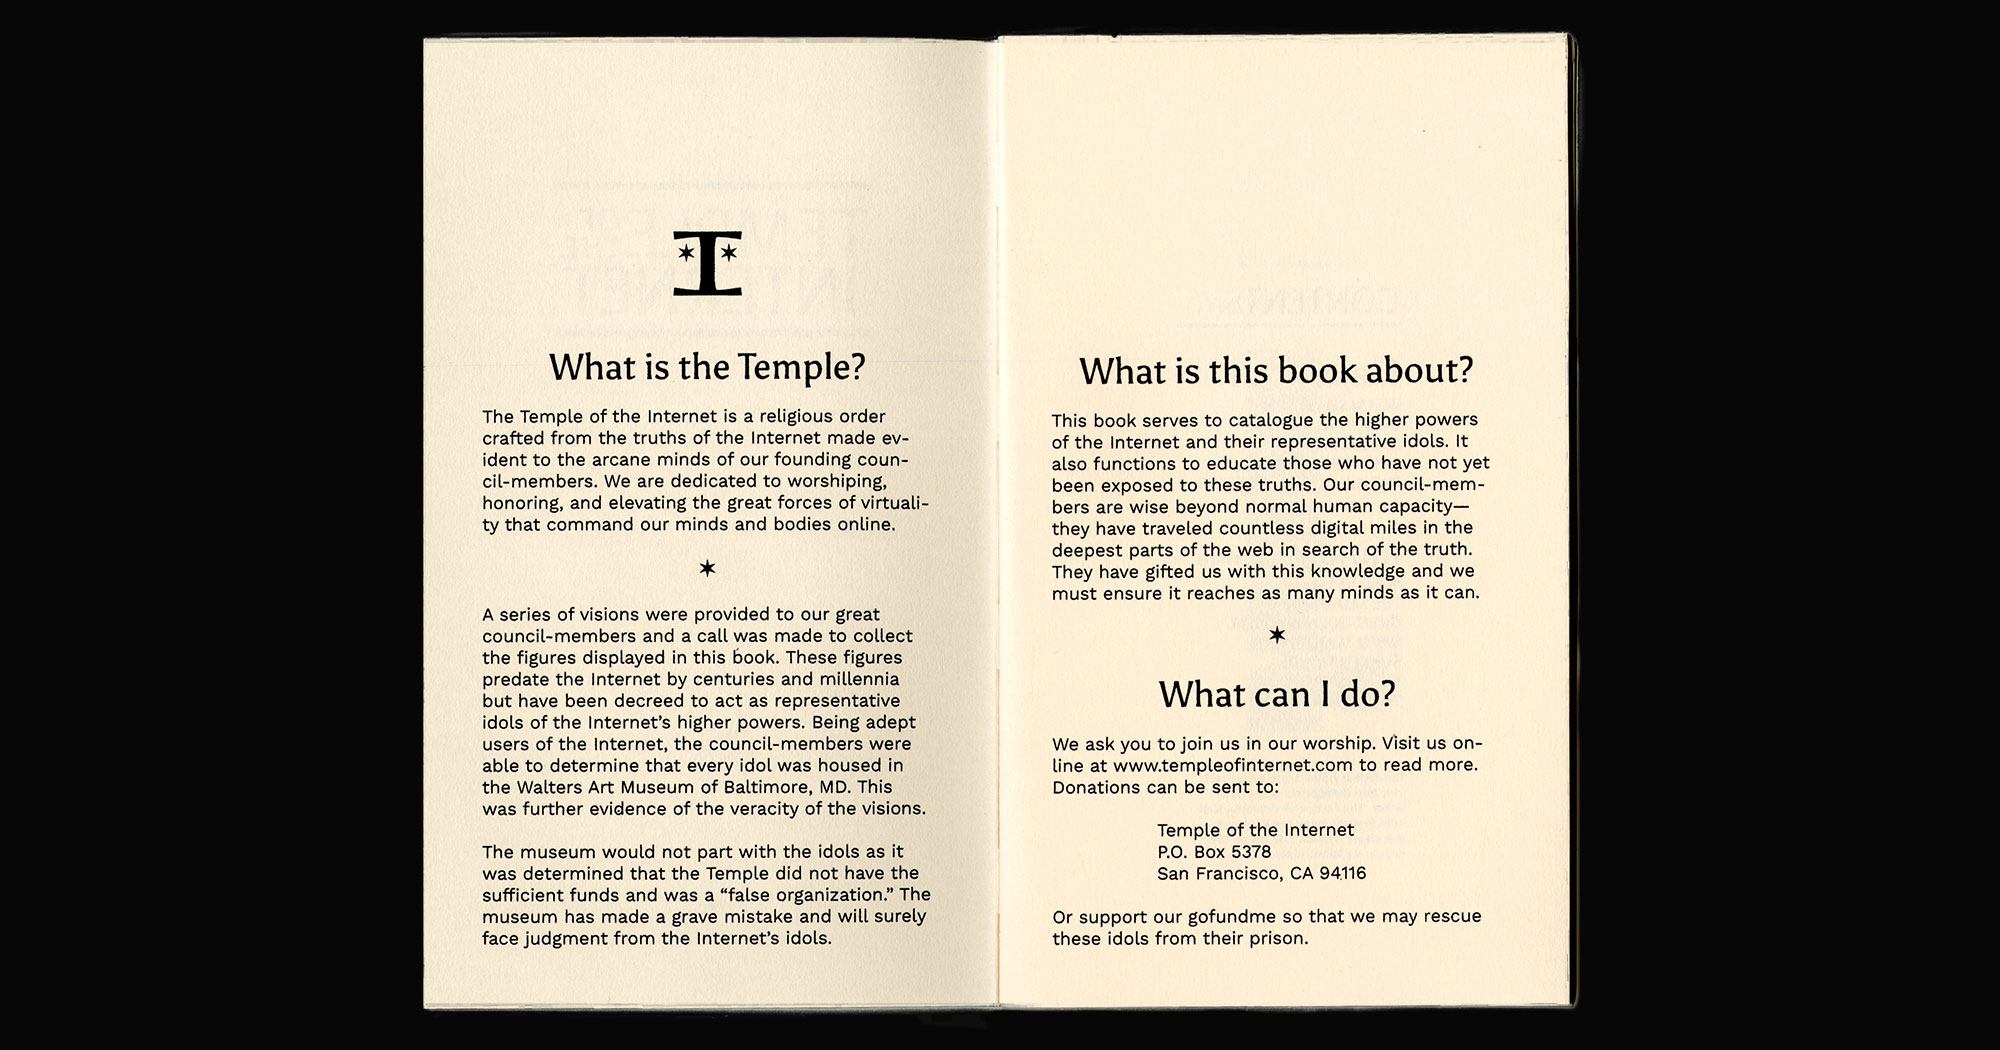 What is the Temple?
The Temple of the Internet is a religious order
crafted from the truths of the Internet made ev-
ident to the arcane minds of our founding coun-
cil-members. We are dedicated to worshiping,
honoring, and elevating the great forces of virtuali-
ty that command our minds and bodies online.
A series of visions were provided to our great
council-members and a call was made to collect
the figures displayed in this book. These figures
predate the Internet by centuries and millennia
but have been decreed to act as representative
idols of the Internet's higher powers. Being adept
users of the Internet, the council-members were
able to determine that every idol was housed in
the Walters Art Museum of Baltimore, MD. This
was further evidence of the veracity of the visions.
The museum would not part with the idols as it
was determined that the Temple did not have the
sufficient funds and was a “false organization.” The
museum has made a grave mistake and will surely
face judgment from the Internet's idols.
What is this book about?
This book serves to catalogue the higher powers
of the Internet and their representative idols. It
also functions to educate those who have not yet
been exposed to these truths. Our council-mem-
bers are wise beyond normal human capacity—
they have traveled countless digital miles in the
deepest parts of the web in search of the truth.
They have gifted us with this knowledge and we
must ensure it reaches as many minds as it can.
What can I do?
We ask you to join us in our worship. Visit us on-
line at www.templeofinternet.com to read more.
Donations can be sent to:
Temple of the Internet
P.O. Box 5378
San Francisco, CA 94116
Or support our gofundme so that we may rescue
these idols from their prison.